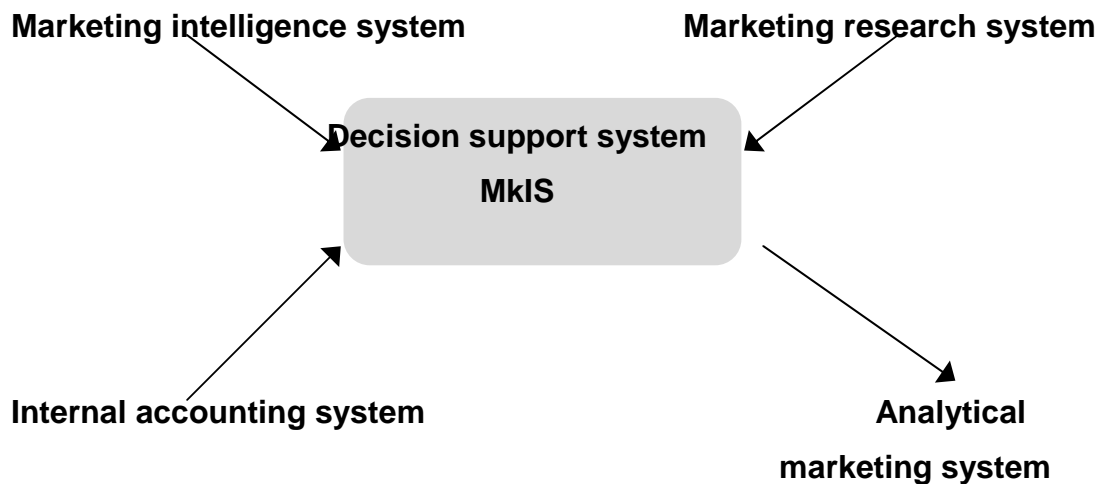 Marketing intelligence system
Marketing research system
Decision support system
MkIS
Internal accounting system
Analytical
marketing system